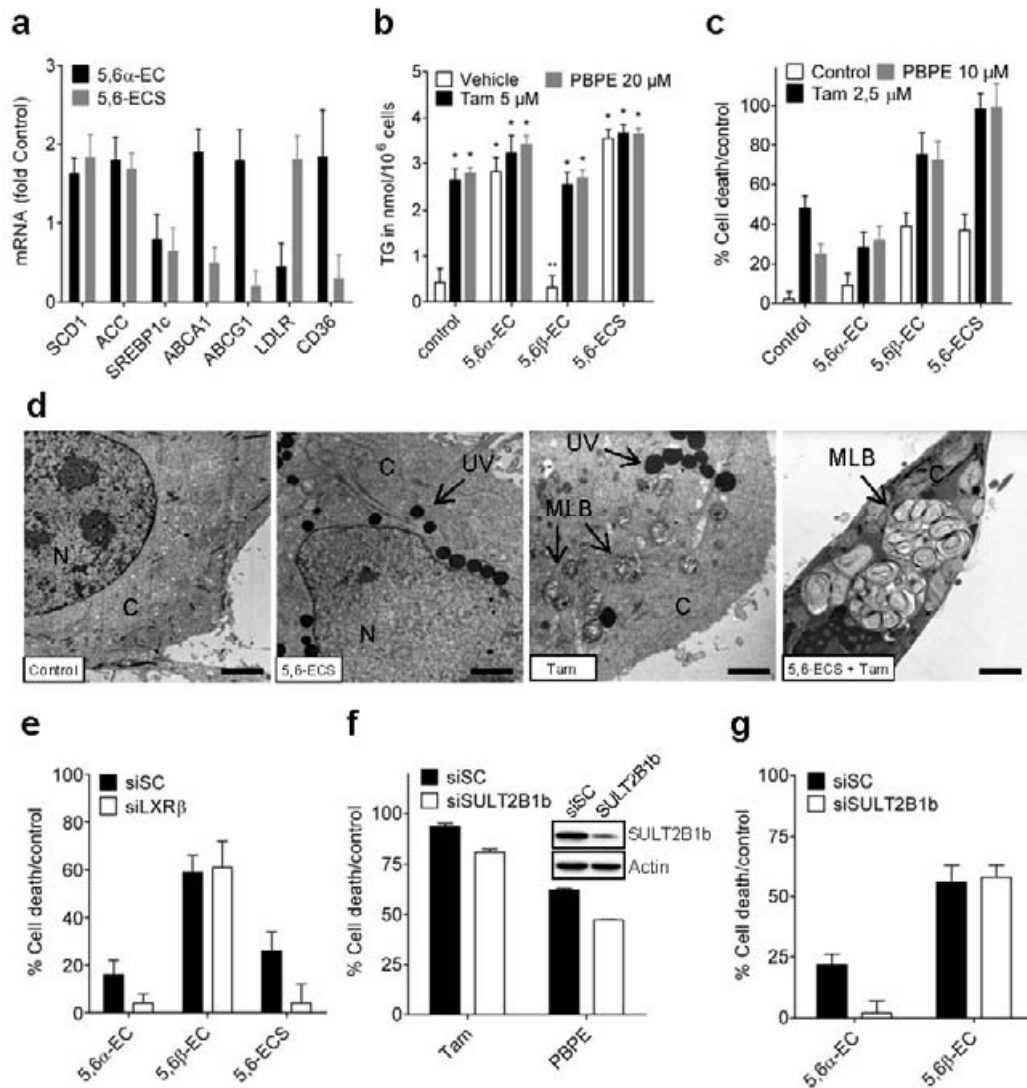 a
5,6α-EC
5,6-ECS
mRNA (fold Control)
3
2
1
0
SCD1
ACC
SREBP1c
ABCA1
ABCG1
LDLR
CD36
b
Vehicle
PBPE 20 µM
Tam 5 µM
TG in nmol/10⁶ cells
6
5
4
3
2
1
0
* *
* * *
** * *
* * *
control
5,6α-EC
5,6β-EC
5,6-ECS
c
Control
PBPE 10 µM
Tam 2,5 µM
% Cell death/control
100
80
60
40
20
0
Control
5,6α-EC
5,6β-EC
5,6-ECS
d
N
C
Control
C
UV
N
5,6-ECS
UV
MLB
C
Tam
MLB
C
5,6-ECS + Tam
e
siSC
siLXRβ
% Cell death/control
100
80
60
40
20
0
5,6α-EC
5,6β-EC
5,6-ECS
f
siSC
siSULT2B1b
siSC
SULT2B1b
SULT2B1b
Actin
% Cell death/control
100
75
50
25
0
Tam
PBPE
g
siSC
siSULT2B1b
% Cell death/control
100
80
60
40
20
0
5,6α-EC
5,6β-EC